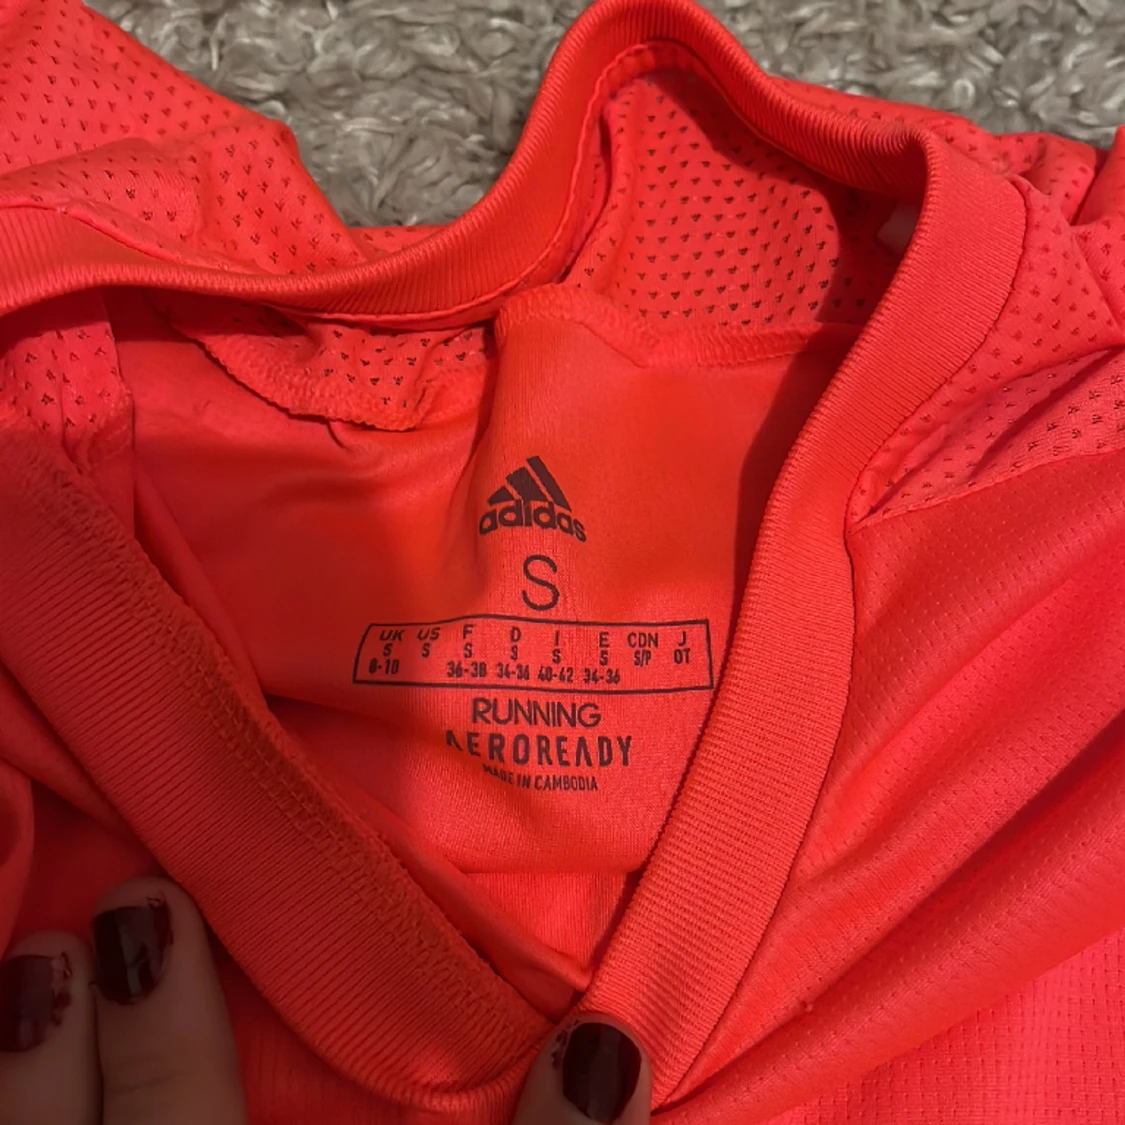 adidas
S
UK US F D I E CDN J
S S S S S S S/P OT
8-10 36-38 34-36 40-42 34-36
RUNNING
AEROREADY
MADE IN CAMBODIA